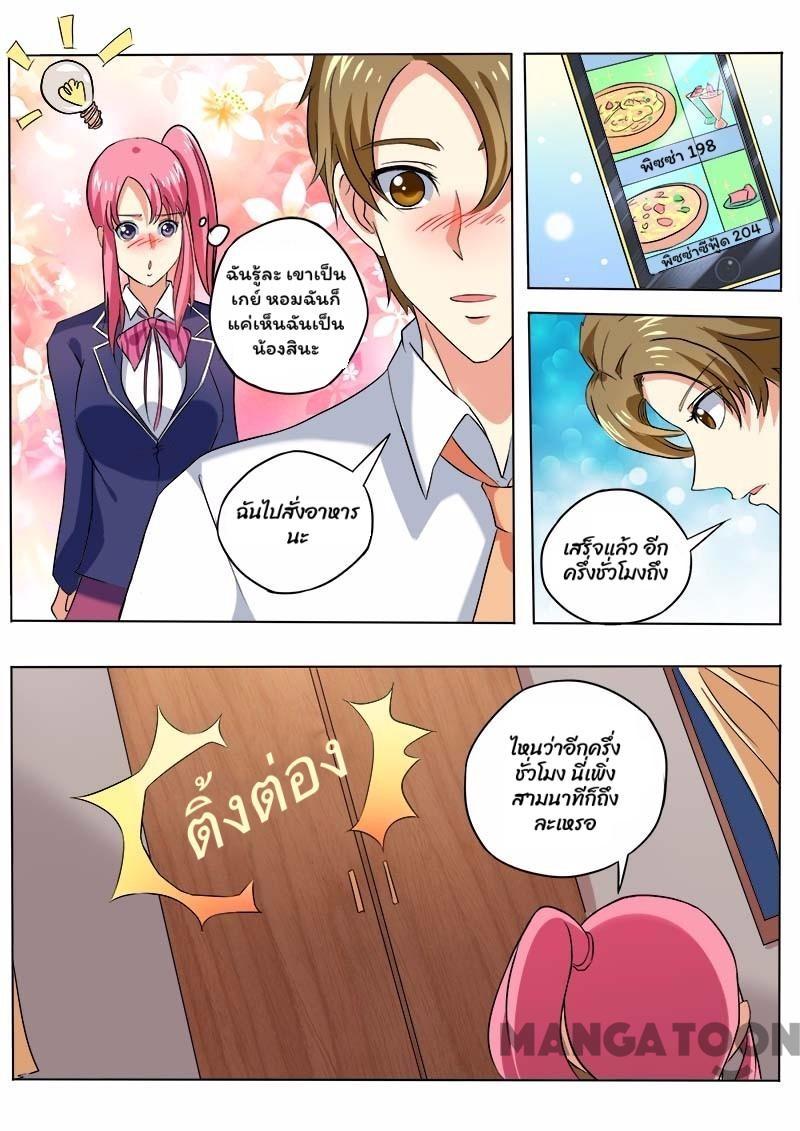 ฉันรู้ละ เขาเป็น
เกย์ หอมฉันก็
แค่เห็นฉันเป็น
น้องสินะ
ฉันไปสั่งอาหาร
นะ
พิซซ่า 198
พิซซ่าซีฟู้ด 204
เสร็จแล้ว อีก
ครึ่งชั่วโมงถึง
ติ้งต่อง
ไหนว่าอีกครึ่ง
ชั่วโมง นี่เพิ่ง
สามนาทีก็ถึง
ละเหรอ
MANGATOON